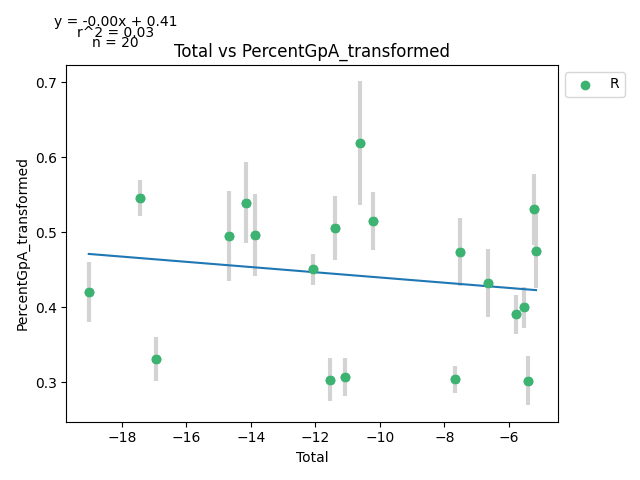 y = -0.00x + 0.41
r^2 = 0.03
n = 20
Total vs PercentGpA_transformed
R
PercentGpA_transformed
0.7
0.6
0.5
0.4
0.3
−18 −16 −14 −12 −10 −8 −6
Total